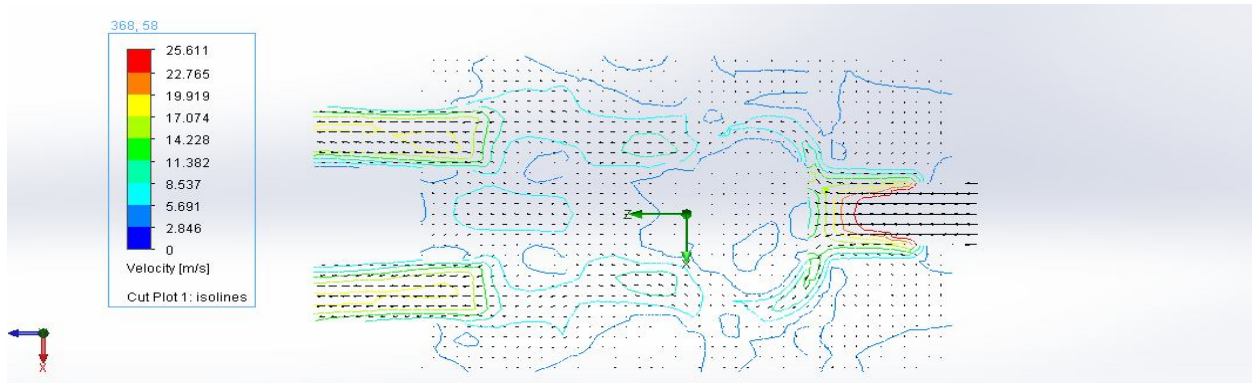 368, 58
25.611
22.765
19.919
17.074
14.228
11.382
8.537
5.691
2.846
0
Velocity [m/s]
Cut Plot 1: isolines
Z
X
X